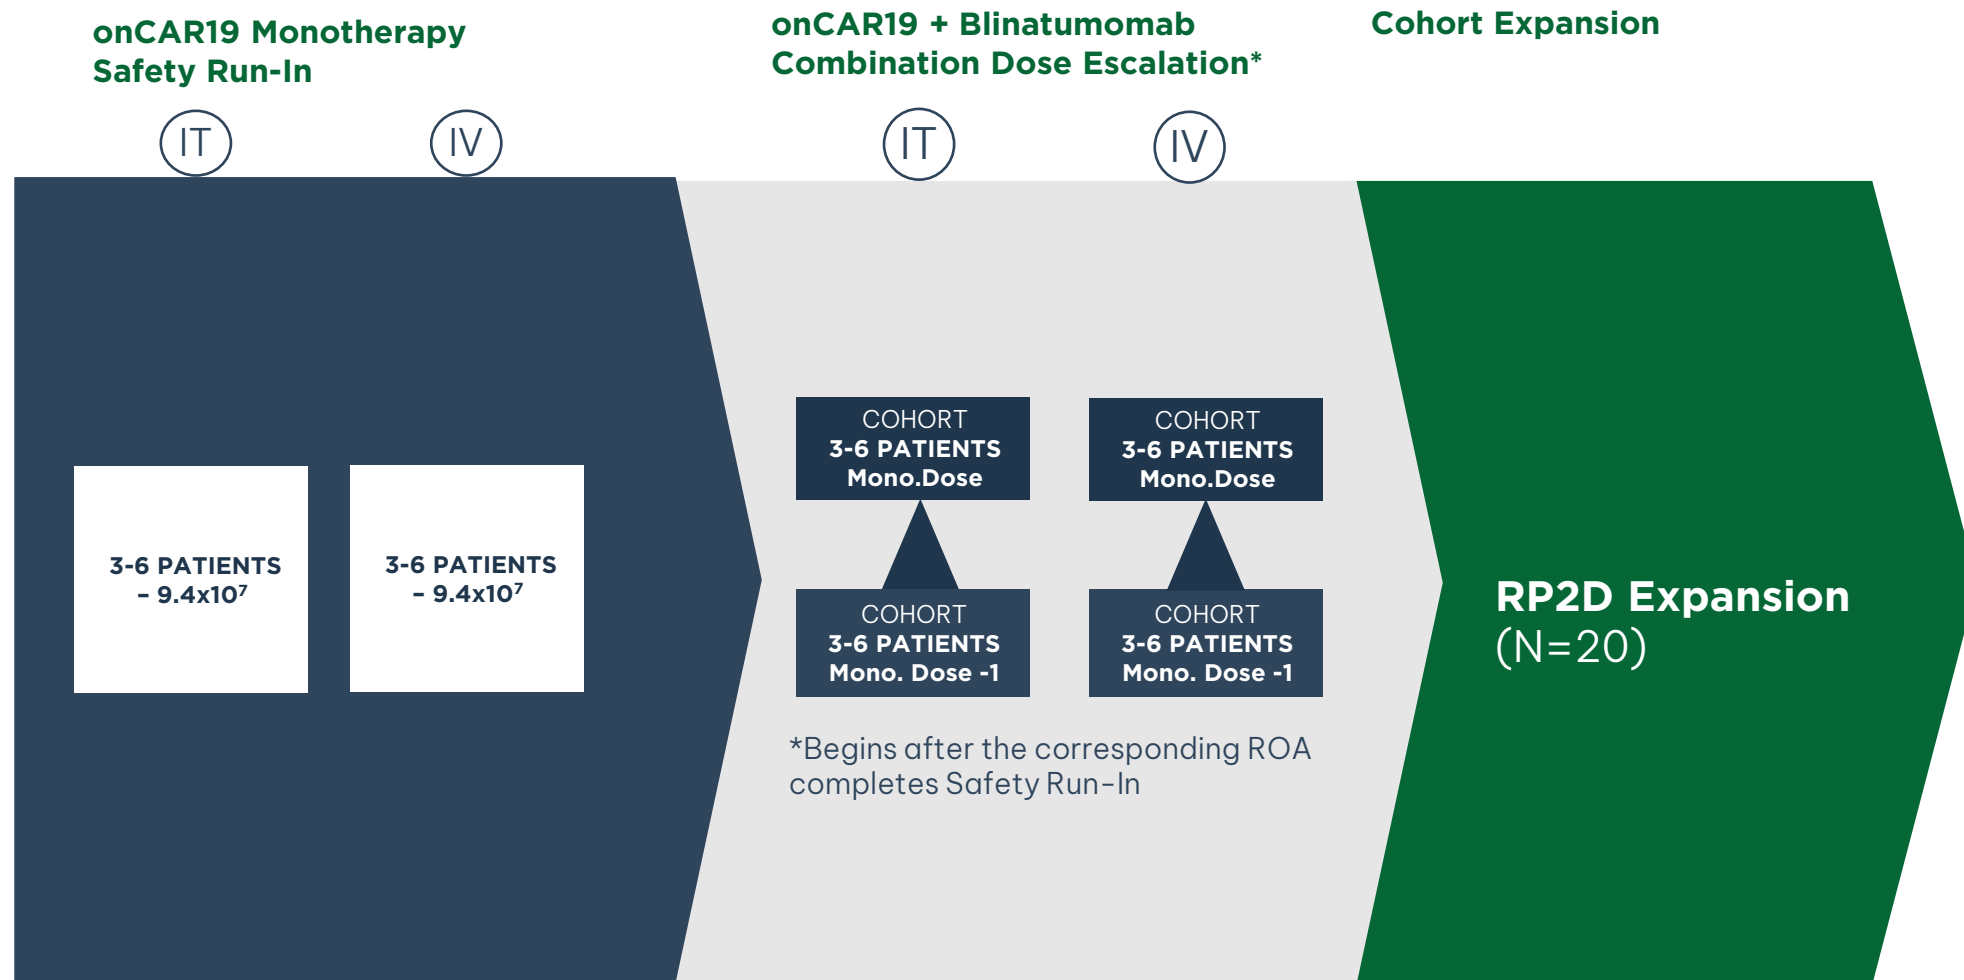 onCAR19 Monotherapy
Safety Run-In
IT
IV
3-6 PATIENTS
– 9.4x10⁷
3-6 PATIENTS
– 9.4x10⁷
onCAR19 + Blinatumomab
Combination Dose Escalation*
IT
IV
COHORT
3-6 PATIENTS
Mono.Dose
COHORT
3-6 PATIENTS
Mono.Dose
COHORT
3-6 PATIENTS
Mono. Dose -1
COHORT
3-6 PATIENTS
Mono. Dose -1
*Begins after the corresponding ROA
completes Safety Run-In
Cohort Expansion
RP2D Expansion
(N=20)